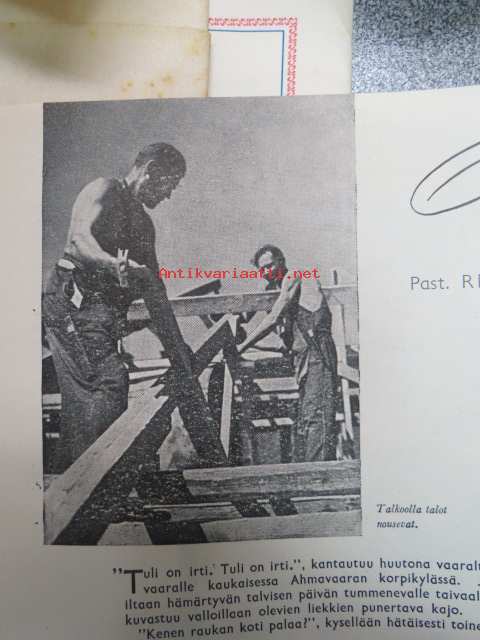 Antikvariaatti.net
Past. R
Talkoolla talot
nousevat.
"Tuli on irti. Tuli on irti.", kantautuu huutona vaaralt
vaaralle kaukaisessa Ahmavaaran korpikylässä.
iltaan hämärtyvän talvisen päivän tummenevalle taivaal
kuvastuu valloillaan olevien liekkien punertava kajo.
"Kenen raukan koti palaa?", kysellään hätäisesti toine